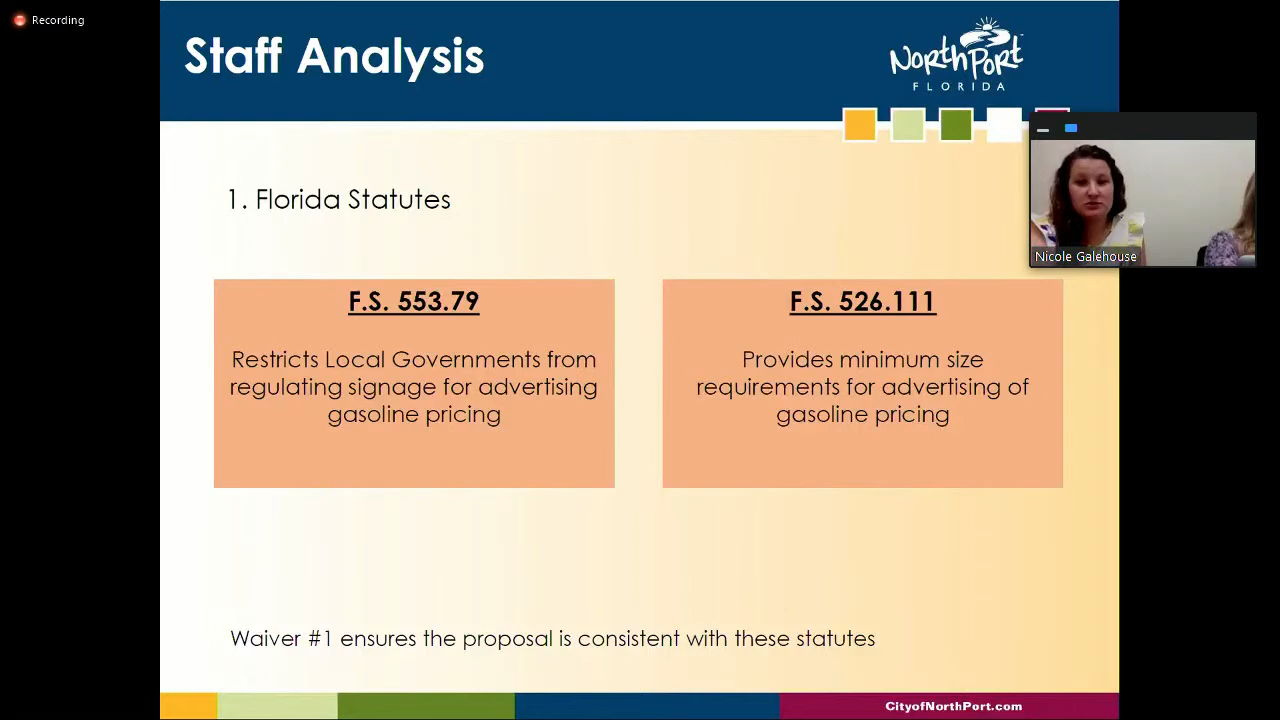 Recording
Staff Analysis
NorthPort
FLORIDA
1. Florida Statutes
Nicole Galehouse
F.S. 553.79
Restricts Local Governments from
regulating signage for advertising
gasoline pricing
F.S. 526.111
Provides minimum size
requirements for advertising of
gasoline pricing
Waiver #1 ensures the proposal is consistent with these statutes
CityofNorthPort.com